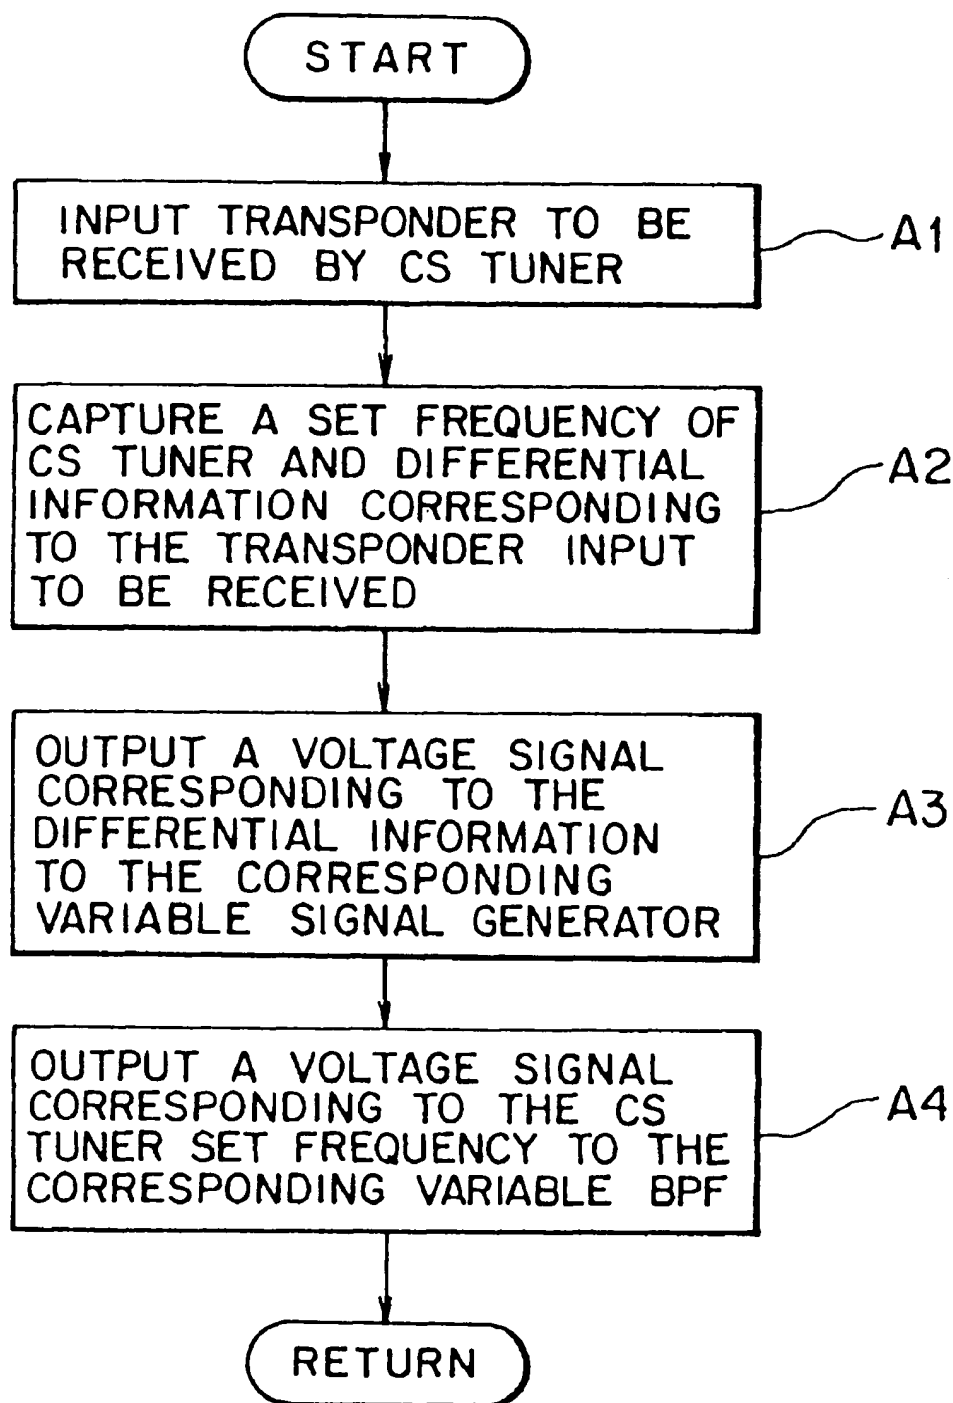 START
INPUT TRANSPONDER TO BE
RECEIVED BY CS TUNER
A1
CAPTURE A SET FREQUENCY OF
CS TUNER AND DIFFERENTIAL
INFORMATION CORRESPONDING
TO THE TRANSPONDER INPUT
TO BE RECEIVED
A2
OUTPUT A VOLTAGE SIGNAL
CORRESPONDING TO THE
DIFFERENTIAL INFORMATION
TO THE CORRESPONDING
VARIABLE SIGNAL GENERATOR
A3
OUTPUT A VOLTAGE SIGNAL
CORRESPONDING TO THE CS
TUNER SET FREQUENCY TO THE
CORRESPONDING VARIABLE BPF
A4
RETURN